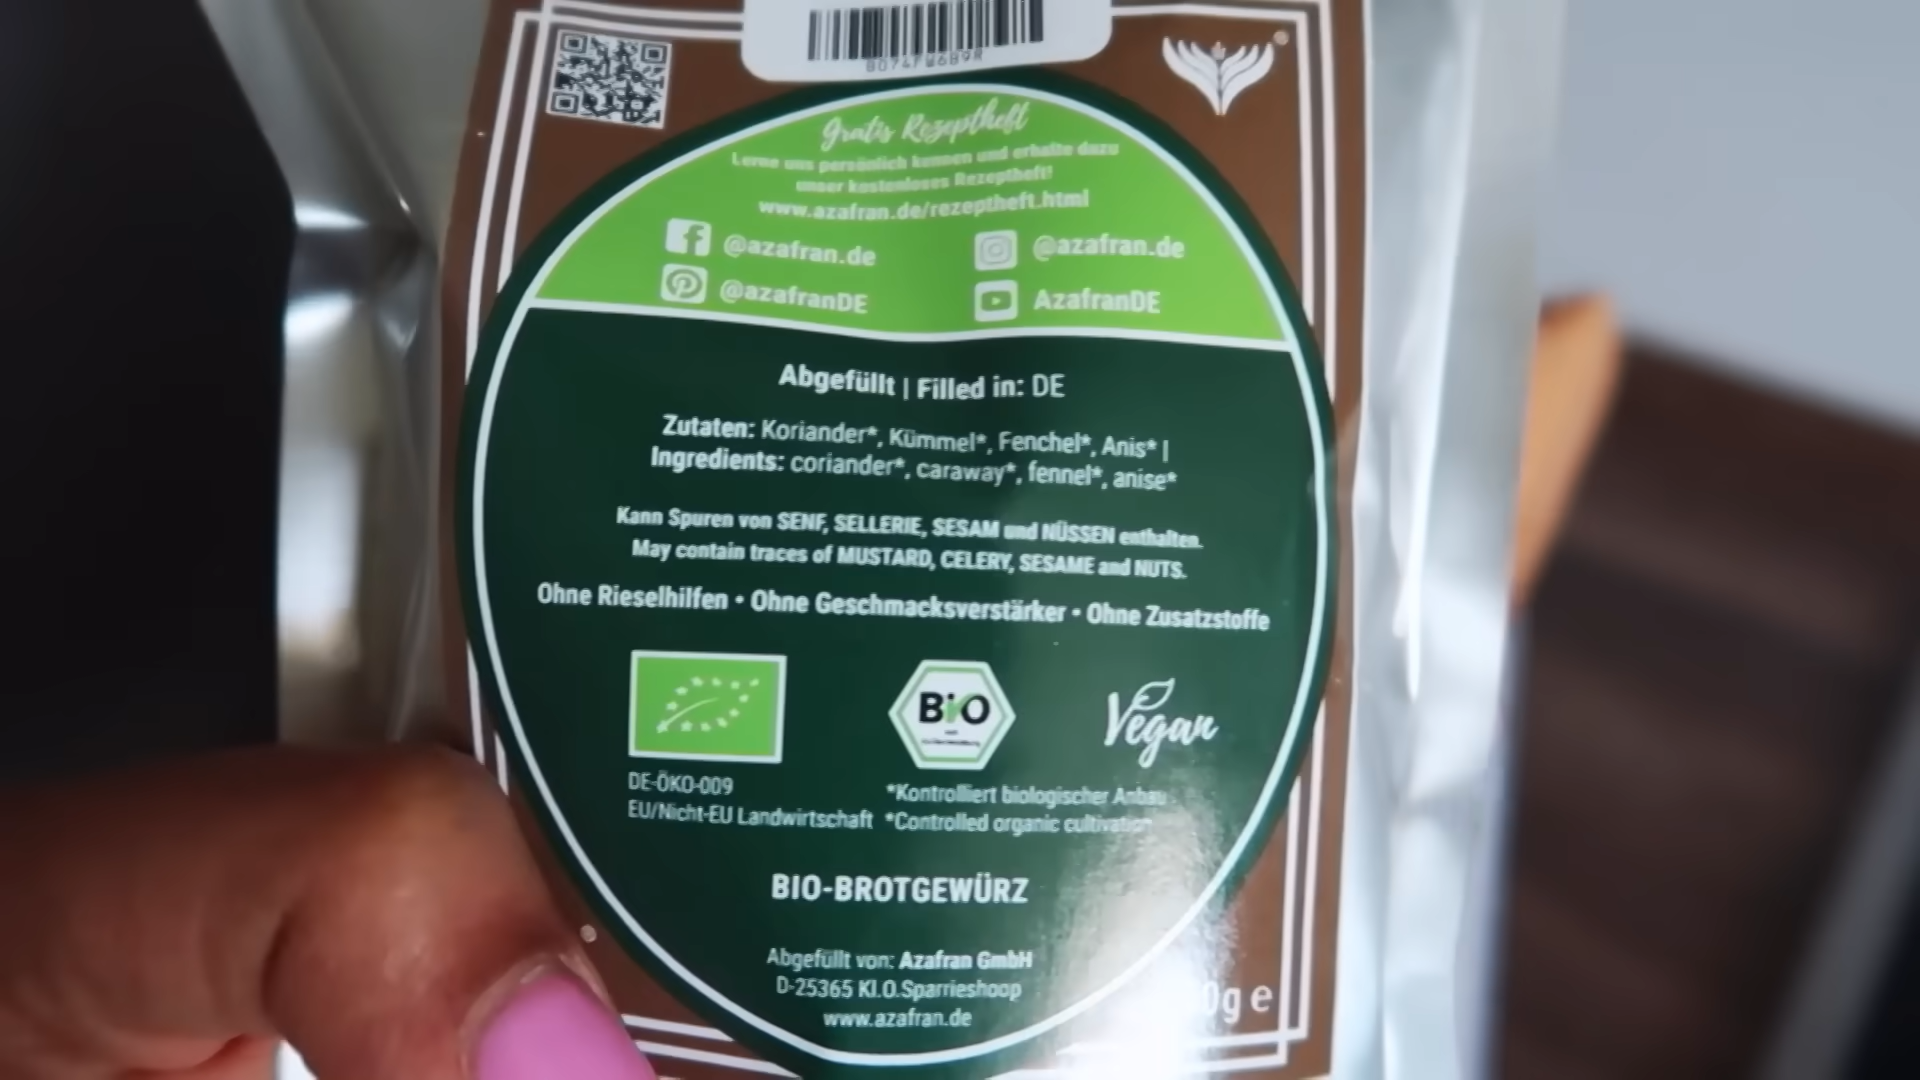 Gratis Rezeptheft
Lerne uns persönlich kennen und erhalte dazu
unser kostenloses Rezeptheft!
www.azafran.de/rezeptheft.html
@azafran.de
@azafran.de
@azafranDE
AzafranDE
Abgefüllt | Filled in: DE
Zutaten: Koriander*, Kümmel*, Fenchel*, Anis* |
Ingredients: coriander*, caraway*, fennel*, anise*
Kann Spuren von SENF, SELLERIE, SESAM und NÜSSEN enthalten.
May contain traces of MUSTARD, CELERY, SESAME and NUTS.
Ohne Rieselhilfen • Ohne Geschmacksverstärker • Ohne Zusatzstoffe
Bio
Vegan
DE-ÖKO-009
EU/Nicht-EU Landwirtschaft
*Kontrolliert biologischer Anbau
*Controlled organic cultivation
BIO-BROTGEWÜRZ
Abgefüllt von: Azafran GmbH
D-25365 Kl.O.Sparrieshoop
www.azafran.de
g e